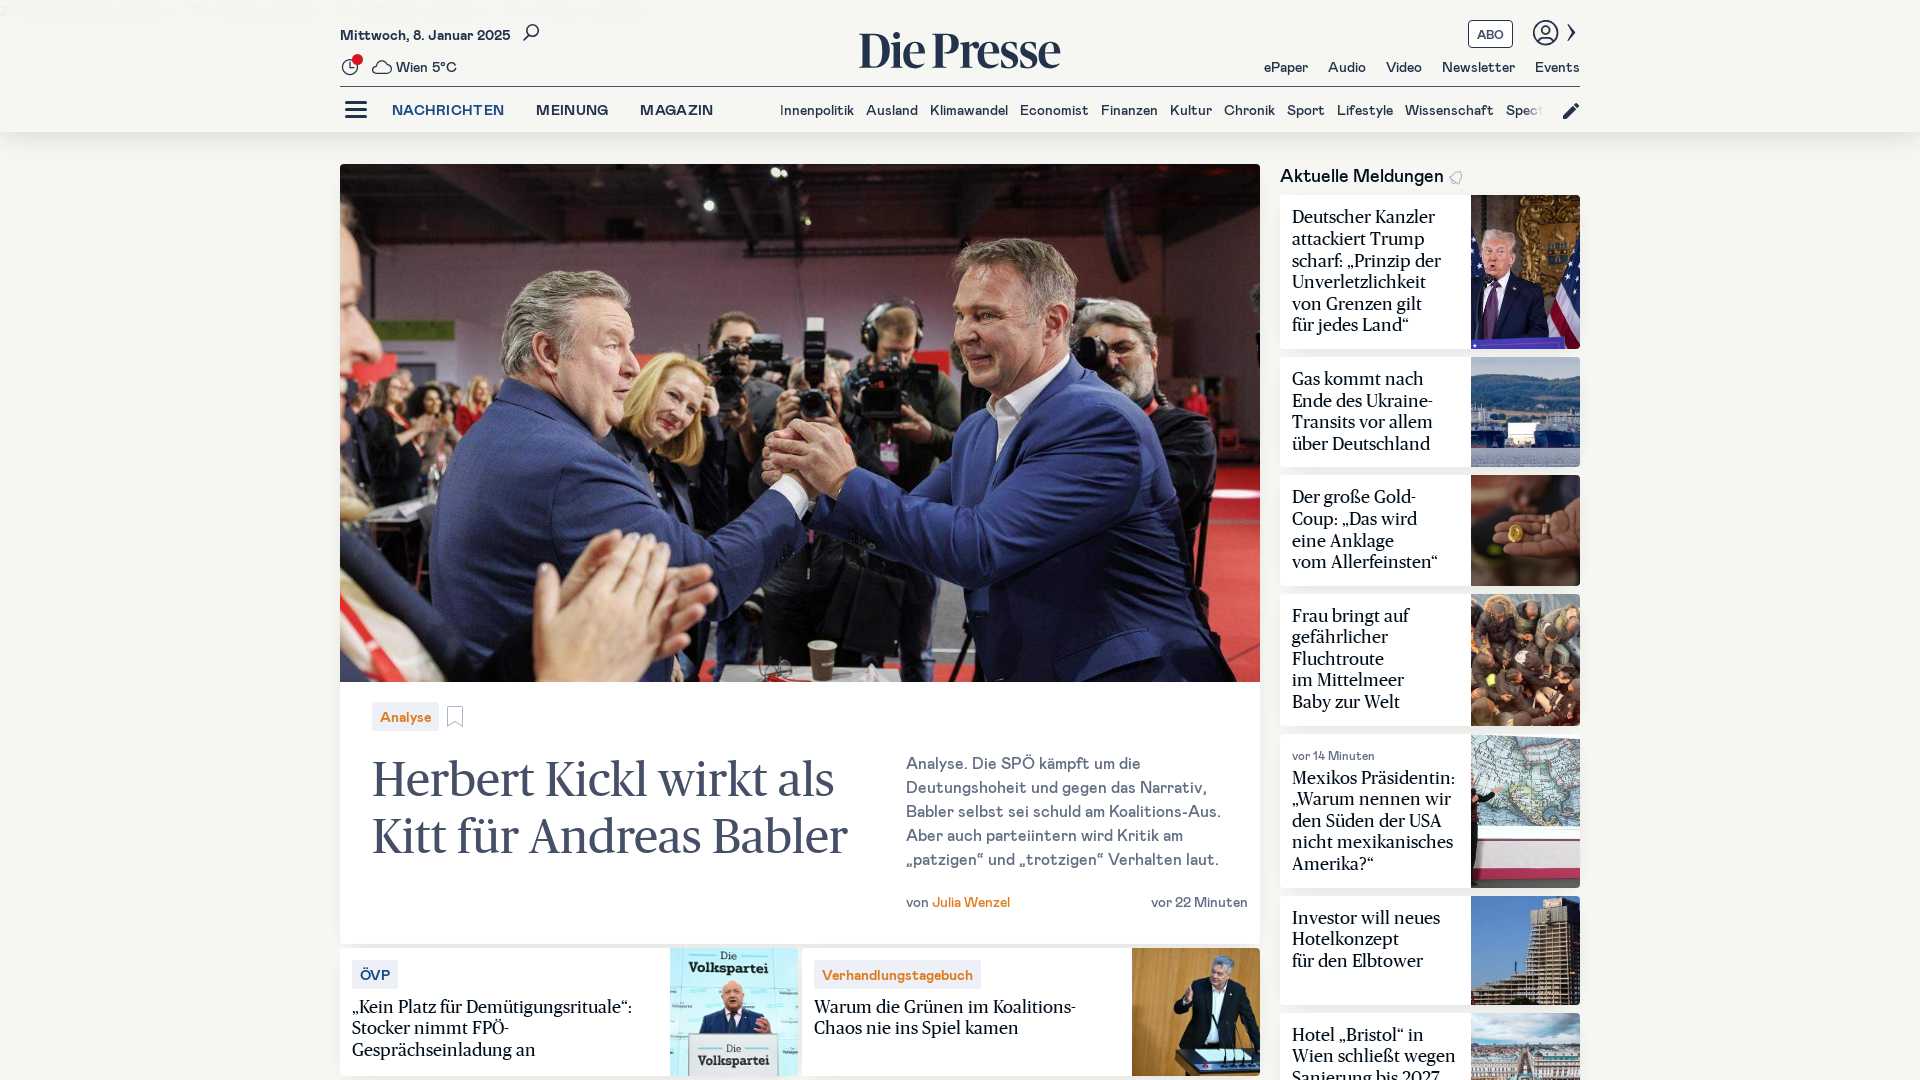 Mittwoch, 8. Januar 2025
Wien 5°C
Die Presse
ABO
ePaper Audio Video Newsletter Events
NACHRICHTEN MEINUNG MAGAZIN
Innenpolitik Ausland Klimawandel Economist Finanzen Kultur Chronik Sport Lifestyle Wissenschaft Spect
Analyse
Herbert Kickl wirkt als
Kitt für Andreas Babler
Analyse. Die SPÖ kämpft um die
Deutungshoheit und gegen das Narrativ,
Babler selbst sei schuld am Koalitions-Aus.
Aber auch parteiintern wird Kritik am
„patzigen“ und „trotzigen“ Verhalten laut.
von Julia Wenzel
vor 22 Minuten
ÖVP
„Kein Platz für Demütigungsrituale“:
Stocker nimmt FPÖ-
Gesprächseinladung an
Die
Volkspartei
Die
Volkspartei
Verhandlungstagebuch
Warum die Grünen im Koalitions-
Chaos nie ins Spiel kamen
Aktuelle Meldungen
Deutscher Kanzler
attackiert Trump
scharf: „Prinzip der
Unverletzlichkeit
von Grenzen gilt
für jedes Land“
Gas kommt nach
Ende des Ukraine-
Transits vor allem
über Deutschland
Der große Gold-
Coup: „Das wird
eine Anklage
vom Allerfeinsten“
Frau bringt auf
gefährlicher
Fluchtroute
im Mittelmeer
Baby zur Welt
vor 14 Minuten
Mexikos Präsidentin:
„Warum nennen wir
den Süden der USA
nicht mexikanisches
Amerika?“
Investor will neues
Hotelkonzept
für den Elbtower
Hotel „Bristol“ in
Wien schließt wegen
Sanierung bis 2027